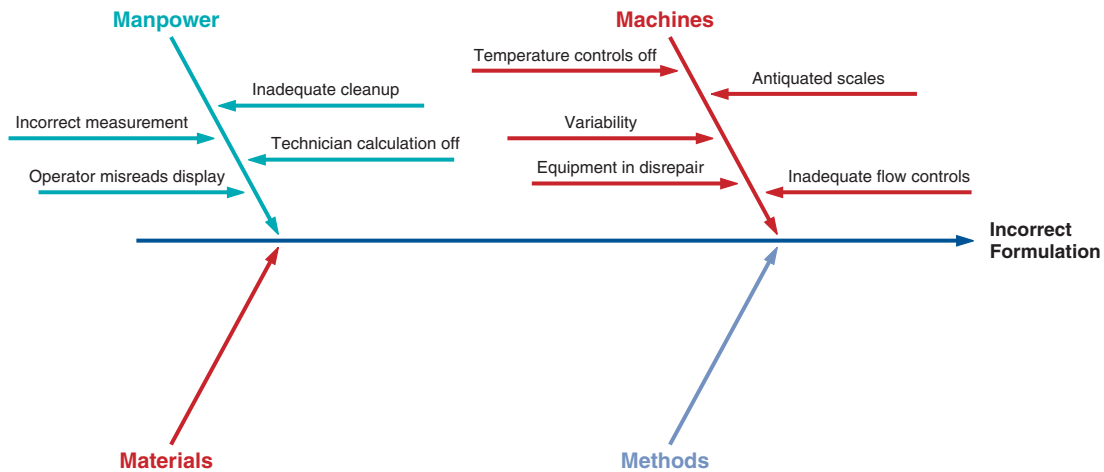 Manpower
Machines
Temperature controls off
Antiquated scales
Inadequate cleanup
Incorrect measurement
Variability
Technician calculation off
Equipment in disrepair
Operator misreads display
Inadequate flow controls
Incorrect
Formulation
Materials
Methods